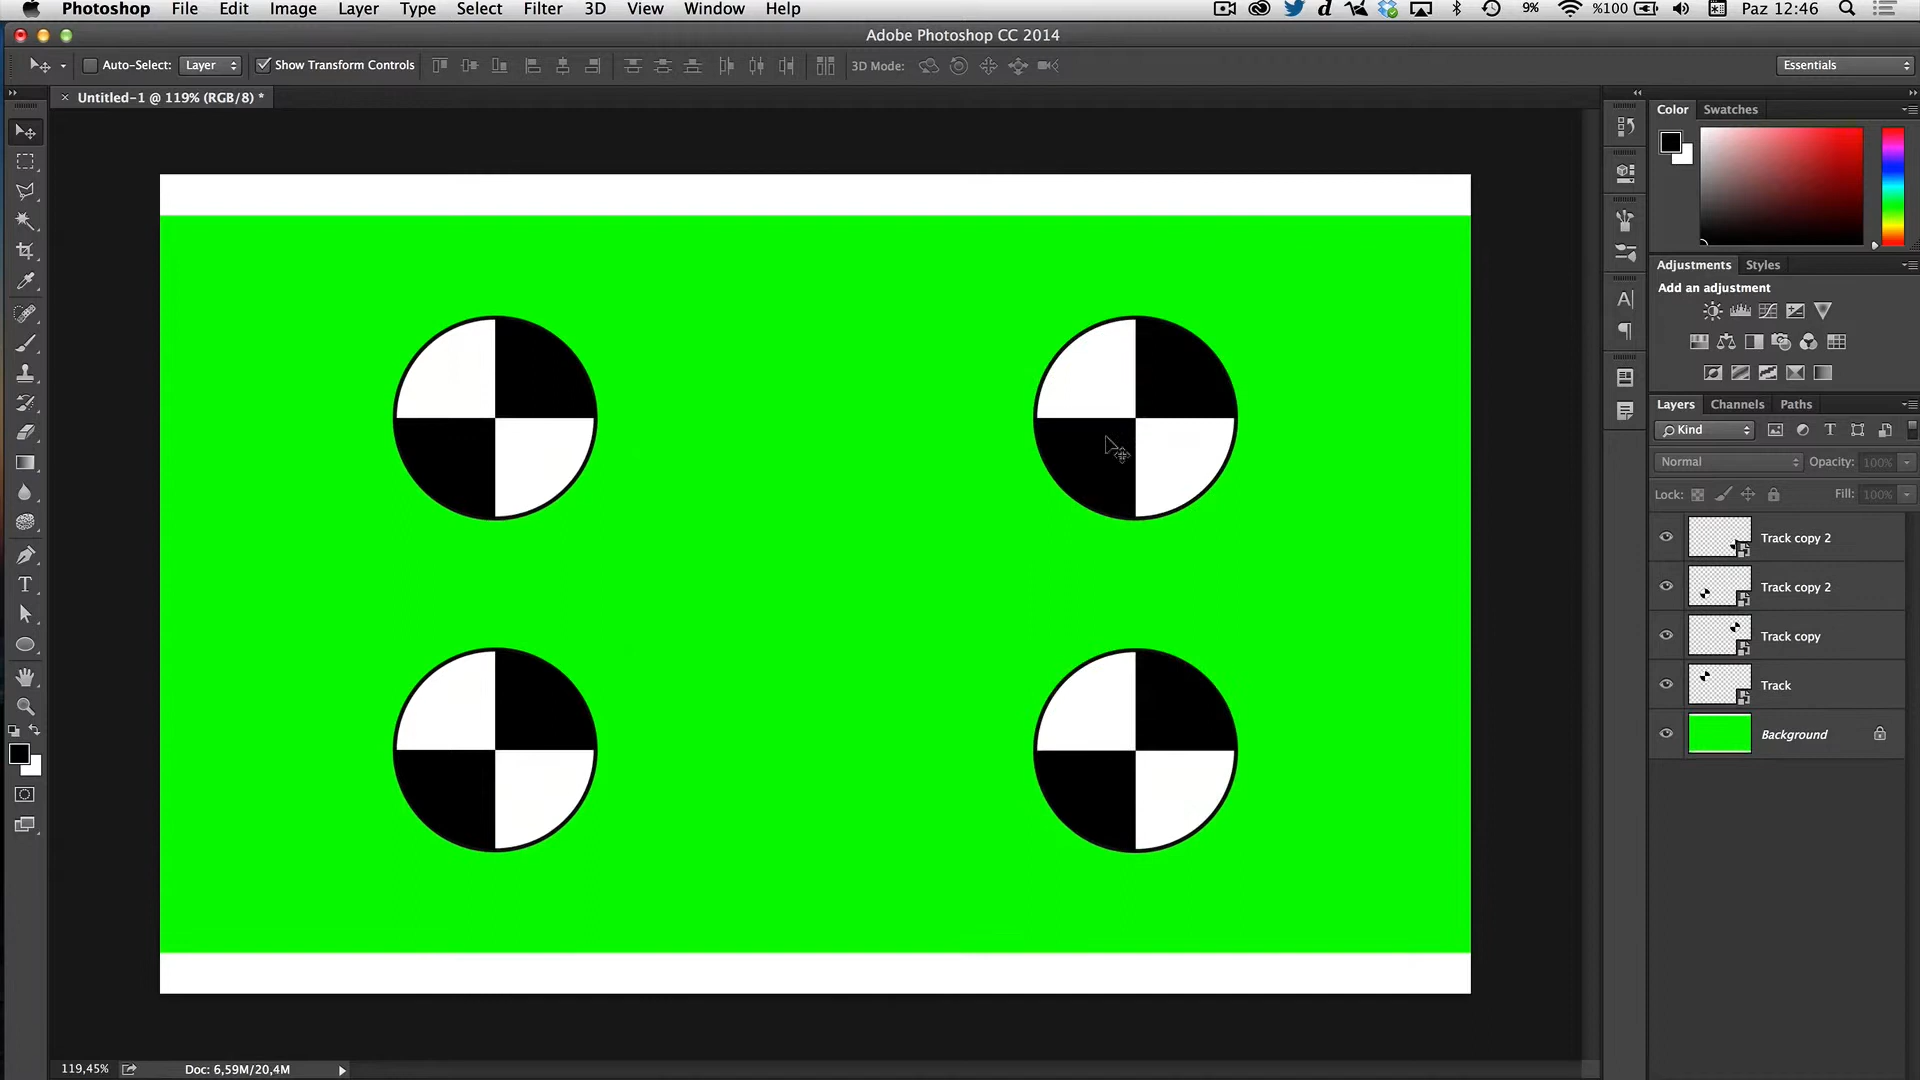 Photoshop File Edit Image Layer Type Select Filter 3D View Window Help 9% %100 Paz 12:46
Adobe Photoshop CC 2014
Auto-Select: Layer Show Transform Controls 3D Mode: Essentials
Untitled-1 @ 119% (RGB/8) *
Color Swatches
Adjustments Styles
Add an adjustment
Layers Channels Paths
Kind
Normal Opacity: 100%
Lock: Fill: 100%
Track copy 2
Track copy 2
Track copy
Track
Background
119,45% Doc: 6,59M/20,4M